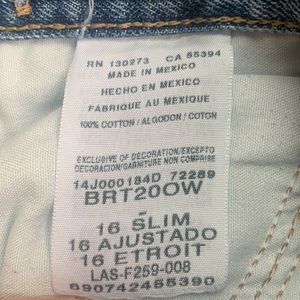 RN 130273 CA 55394
MADE IN MEXICO
HECHO EN MEXICO
FABRIQUE AU MEXIQUE
100% COTTON / ALGODON / COTON
EXCLUSIVE OF DECORATION/EXCEPTO
DECORACION/GARNITURE NON COMPRISE
14J000184D 72289
BRT20OW
-
16 SLIM
16 AJUSTADO
16 ETROIT
LAS-F259-008
690742455390